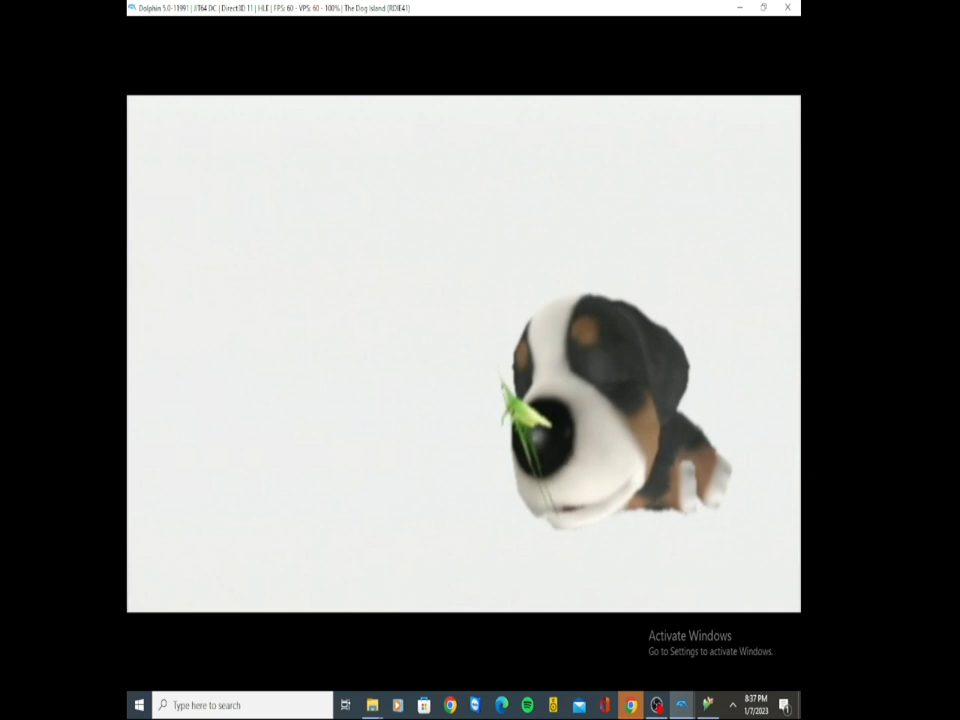 Dolphin 5.0-11991 | JIT64 DC | Direct3D 11 | HLE | FPS: 60 - VPS: 60 - 100% | The Dog Island (RDIE41)
Activate Windows
Go to Settings to activate Windows.
Type here to search
8:37 PM
1/7/2023
1